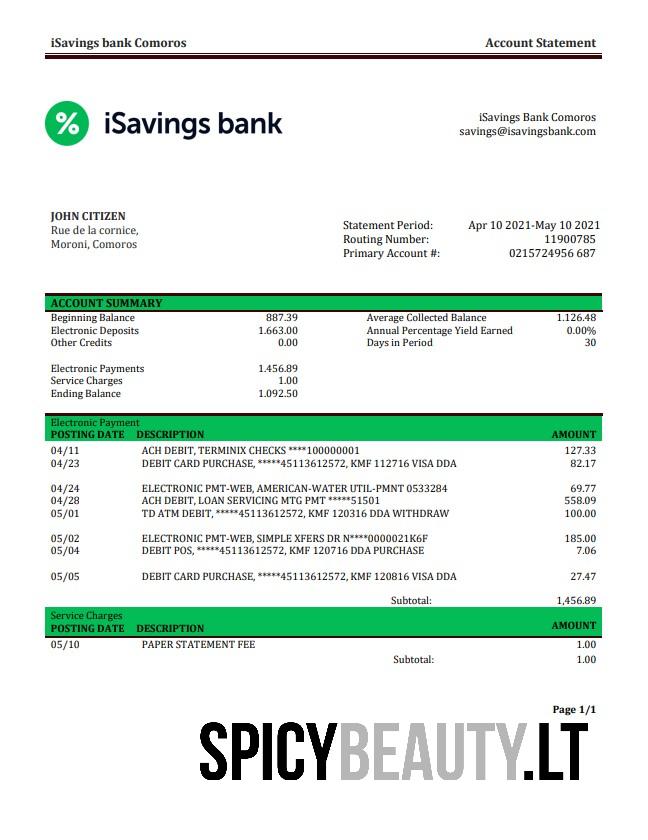 iSavings bank Comoros Account Statement
% iSavings bank
iSavings Bank Comoros
savings@isavingsbank.com
JOHN CITIZEN
Rue de la cornice,
Moroni, Comoros
Statement Period: Apr 10 2021-May 10 2021
Routing Number: 11900785
Primary Account #: 0215724956 687
ACCOUNT SUMMARY
Beginning Balance 887.39 Average Collected Balance 1.126.48
Electronic Deposits 1.663.00 Annual Percentage Yield Earned 0.00%
Other Credits 0.00 Days in Period 30
Electronic Payments 1.456.89
Service Charges 1.00
Ending Balance 1.092.50
Electronic Payment
POSTING DATE DESCRIPTION AMOUNT
04/11 ACH DEBIT, TERMINIX CHECKS ****100000001 127.33
04/23 DEBIT CARD PURCHASE, *****45113612572, KMF 112716 VISA DDA 82.17
04/24 ELECTRONIC PMT-WEB, AMERICAN-WATER UTIL-PMNT 0533284 69.77
04/28 ACH DEBIT, LOAN SERVICING MTG PMT *****51501 558.09
05/01 TD ATM DEBIT, *****45113612572, KMF 120316 DDA WITHDRAW 100.00
05/02 ELECTRONIC PMT-WEB, SIMPLE XFERS DR N****0000021K6F 185.00
05/04 DEBIT POS, *****45113612572, KMF 120716 DDA PURCHASE 7.06
05/05 DEBIT CARD PURCHASE, *****45113612572, KMF 120816 VISA DDA 27.47
Subtotal: 1,456.89
Service Charges
POSTING DATE DESCRIPTION AMOUNT
05/10 PAPER STATEMENT FEE 1.00
Subtotal: 1.00
Page 1/1
SPICYBEAUTY.LT